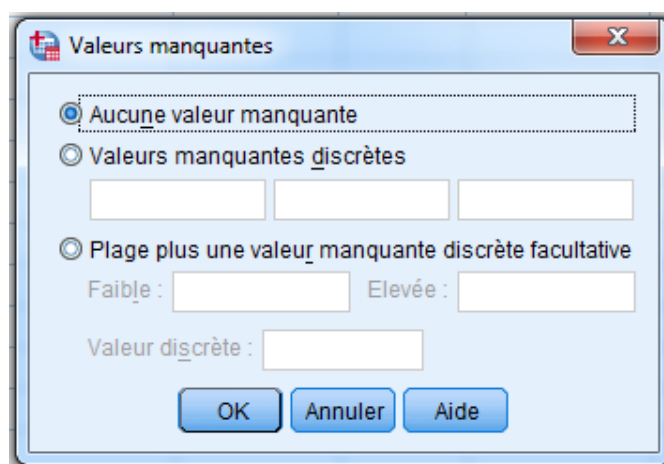 Valeurs manquantes
Aucune valeur manquante
Valeurs manquantes discrètes
Plage plus une valeur manquante discrète facultative
Faible : Elevée :
Valeur discrète :
OK Annuler Aide